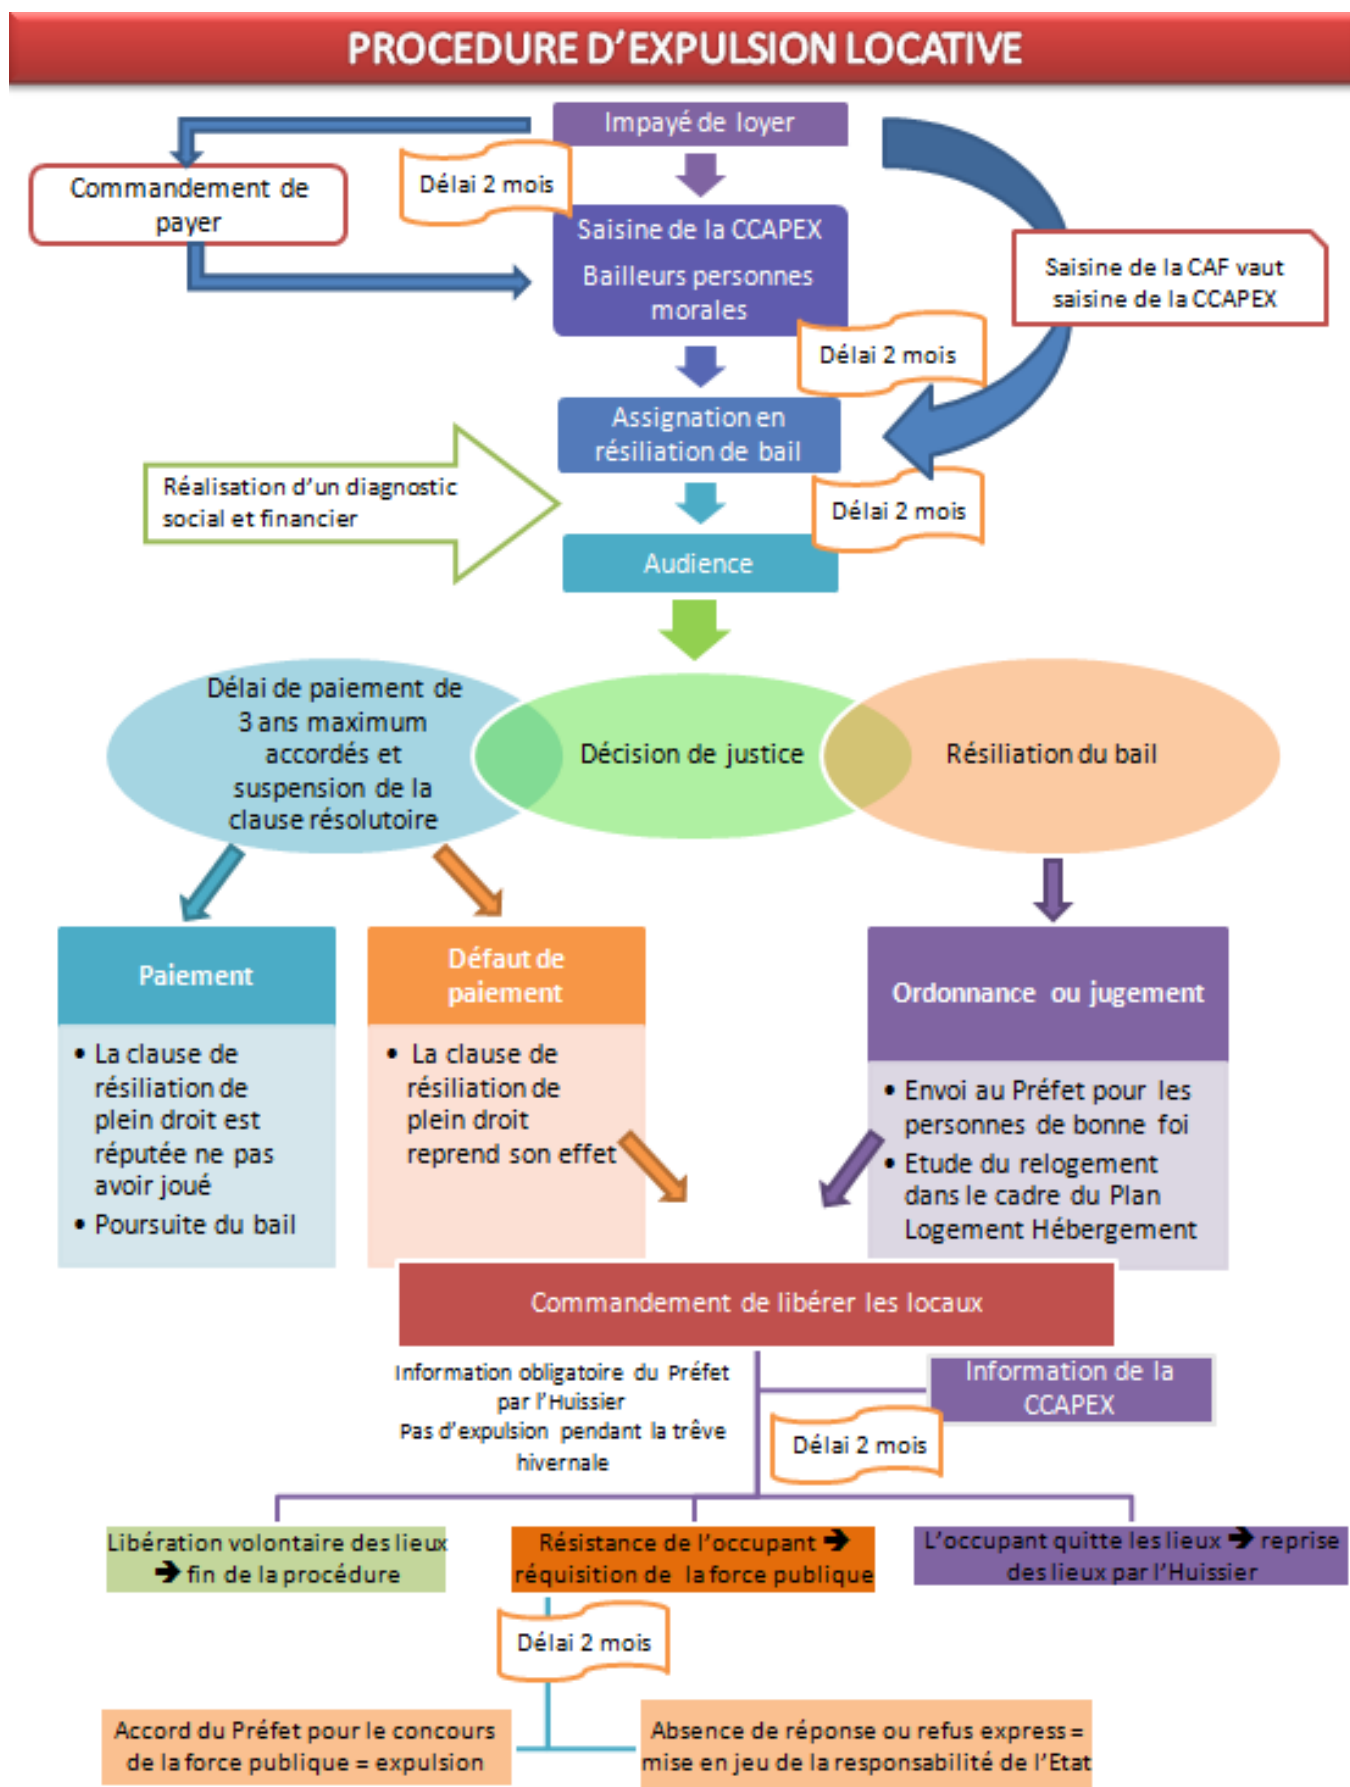 PROCEDURE D'EXPULSION LOCATIVE
Impayé de loyer
Délai 2 mois
Commandement de
payer
Saisine de la CCAPEX
Bailleurs personnes
morales
Saisine de la CAF vaut
saisine de la CCAPEX
Délai 2 mois
Assignation en
résiliation de bail
Réalisation d'un diagnostic
social et financier
Délai 2 mois
Audience
Délai de paiement de
3 ans maximum
accordés et
suspension de la
clause résolutoire
Décision de justice
Résiliation du bail
Paiement
• La clause de
résiliation de
plein droit est
réputée ne pas
avoir joué
• Poursuite du bail
Défaut de
paiement
• La clause de
résiliation de
plein droit
reprend son effet
Ordonnance ou jugement
• Envoi au Préfet pour les
personnes de bonne foi
• Etude du relogement
dans le cadre du Plan
Logement Hébergement
Commandement de libérer les locaux
Information obligatoire du Préfet
par l'Huissier
Pas d'expulsion pendant la trêve
hivernale
Information de la
CCAPEX
Délai 2 mois
Libération volontaire des lieux
➔ fin de la procédure
Résistance de l'occupant ➔
réquisition de la force publique
L'occupant quitte les lieux ➔ reprise
des lieux par l'Huissier
Délai 2 mois
Accord du Préfet pour le concours
de la force publique = expulsion
Absence de réponse ou refus express =
mise en jeu de la responsabilité de l'Etat